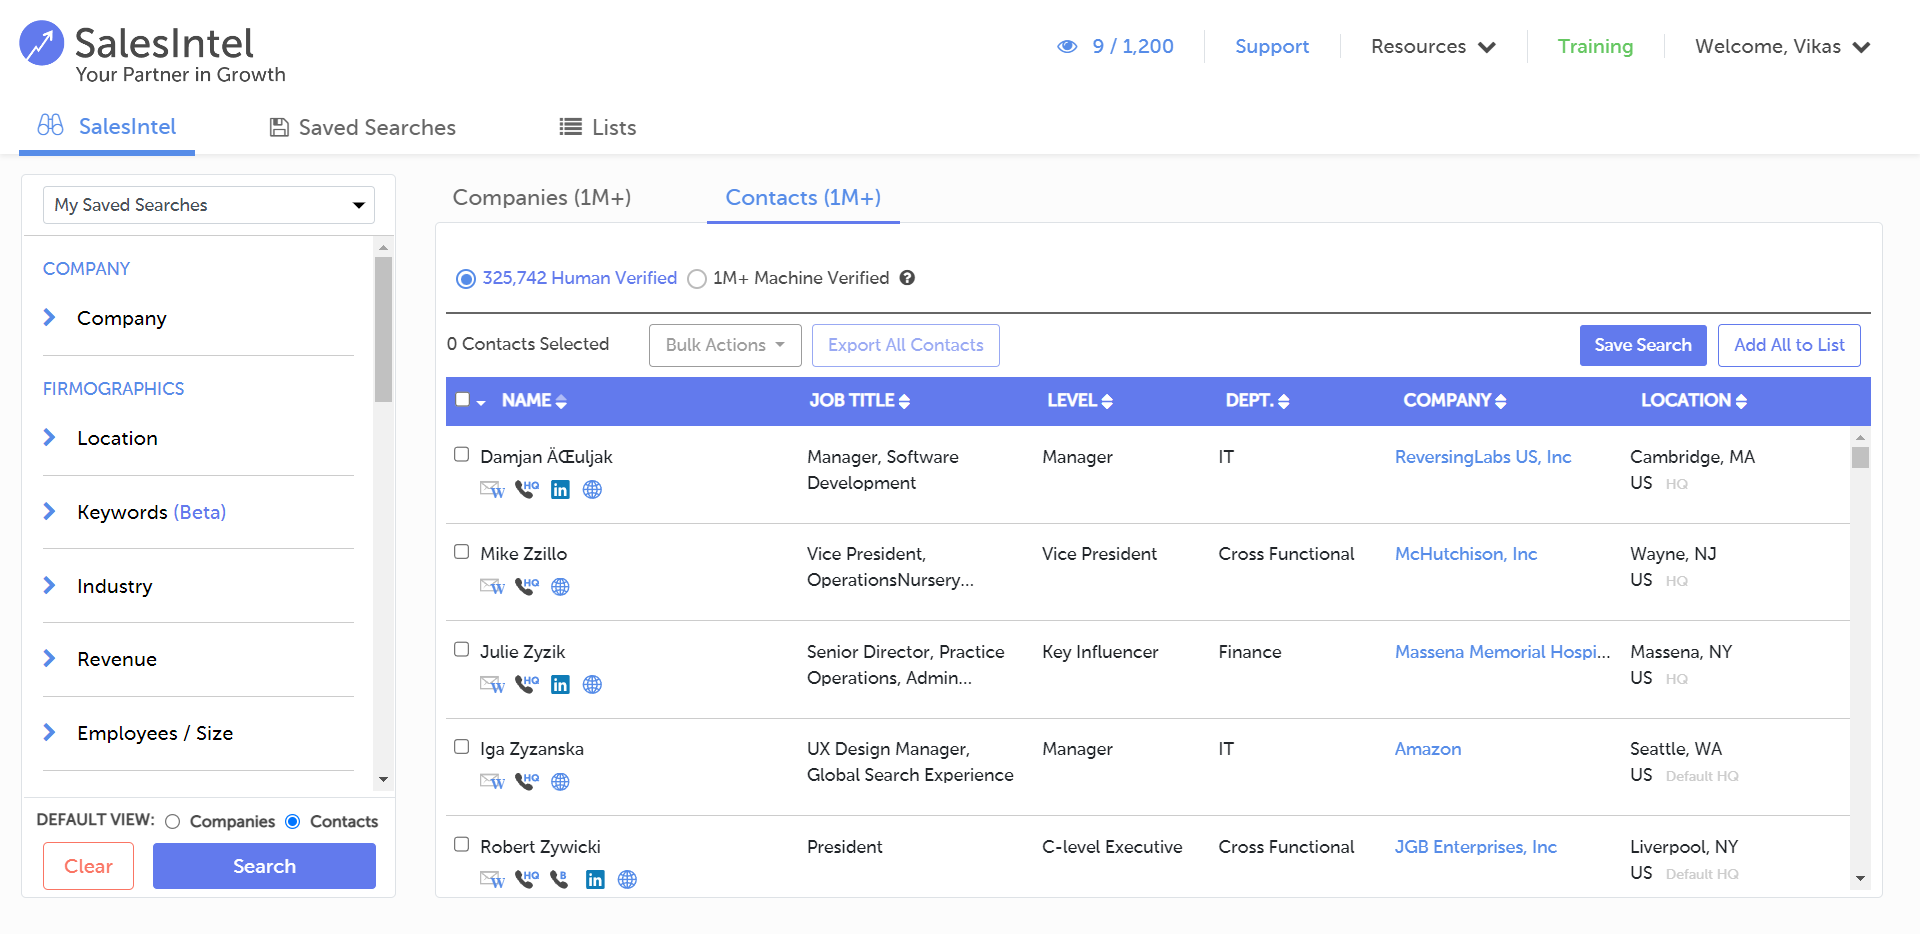 SalesIntel
Your Partner in Growth
9 / 1,200
Support
Resources
Training
Welcome, Vikas
SalesIntel
Saved Searches
Lists
My Saved Searches
COMPANY
Company
FIRMOGRAPHICS
Location
Keywords (Beta)
Industry
Revenue
Employees / Size
DEFAULT VIEW: Companies Contacts
Clear
Search
Companies (1M+)
Contacts (1M+)
325,742 Human Verified 1M+ Machine Verified ?
0 Contacts Selected
Bulk Actions
Export All Contacts
Save Search
Add All to List
NAME JOB TITLE LEVEL DEPT. COMPANY LOCATION
Damjan ÄŒuljak Manager, Software Manager IT ReversingLabs US, Inc Cambridge, MA
W HQ in Development US HQ
Mike Zzillo Vice President, Vice President Cross Functional McHutchison, Inc Wayne, NJ
W HQ OperationsNursery... US HQ
Julie Zyzik Senior Director, Practice Key Influencer Finance Massena Memorial Hospi... Massena, NY
W HQ in Operations, Admin... US HQ
Iga Zyzanska UX Design Manager, Manager IT Amazon Seattle, WA
W HQ Global Search Experience US Default HQ
Robert Zywicki President C-level Executive Cross Functional JGB Enterprises, Inc Liverpool, NY
W HQ B in US Default HQ